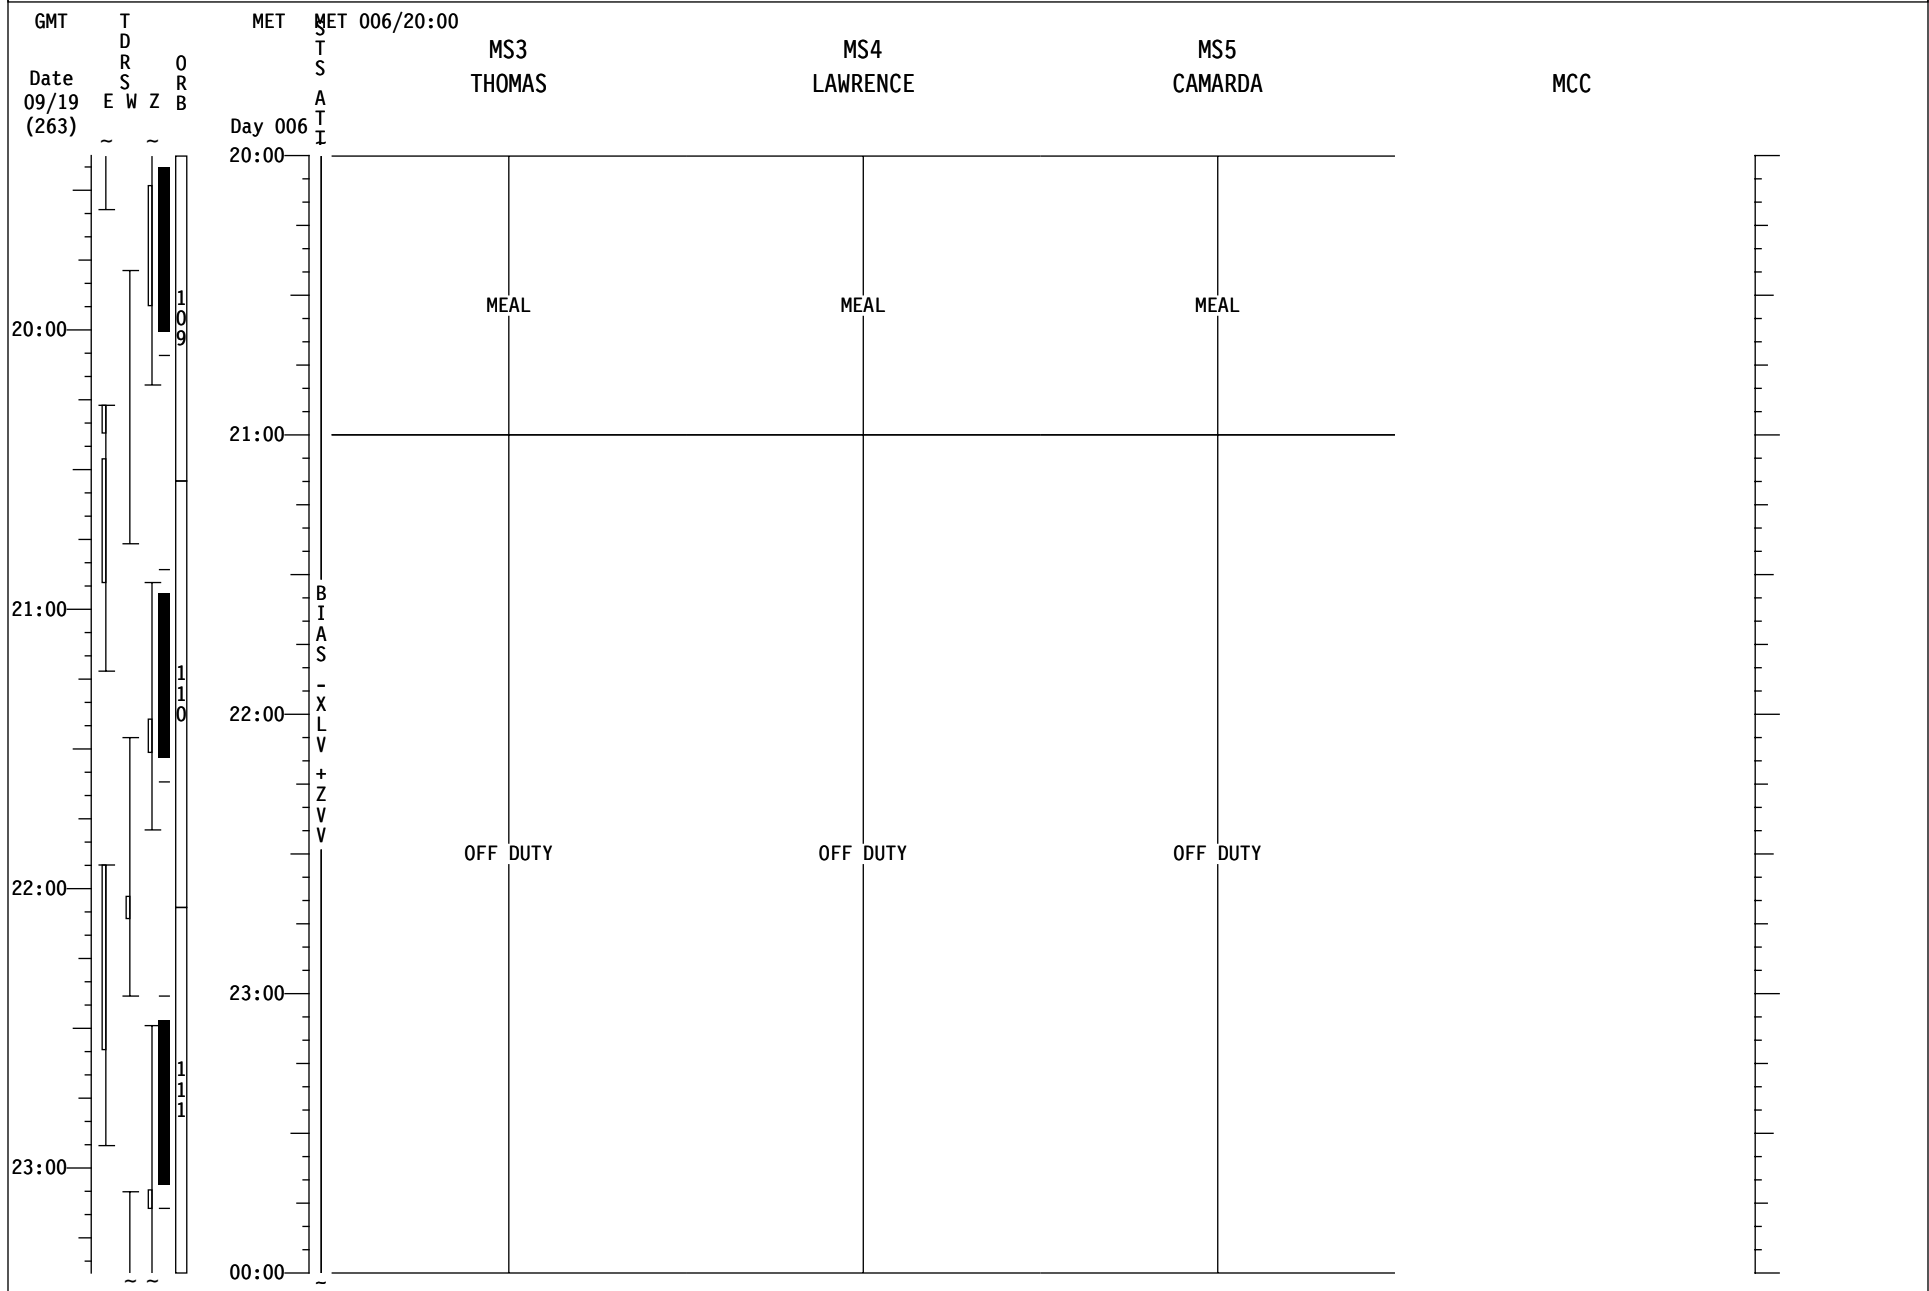 GMT
TDRS
MET
MET 006/20:00
STS ATT
MS3
MS4
MS5
ORB
Date
THOMAS
LAWRENCE
CAMARDA
MCC
09/19
E W Z
(263)
Day 006
~ ~ ~
20:00
109
MEAL MEAL MEAL
20:00
21:00
BIAS -XLV +ZVV
21:00
110
22:00
OFF DUTY OFF DUTY OFF DUTY
22:00
23:00
111
23:00
00:00
~ ~ ~